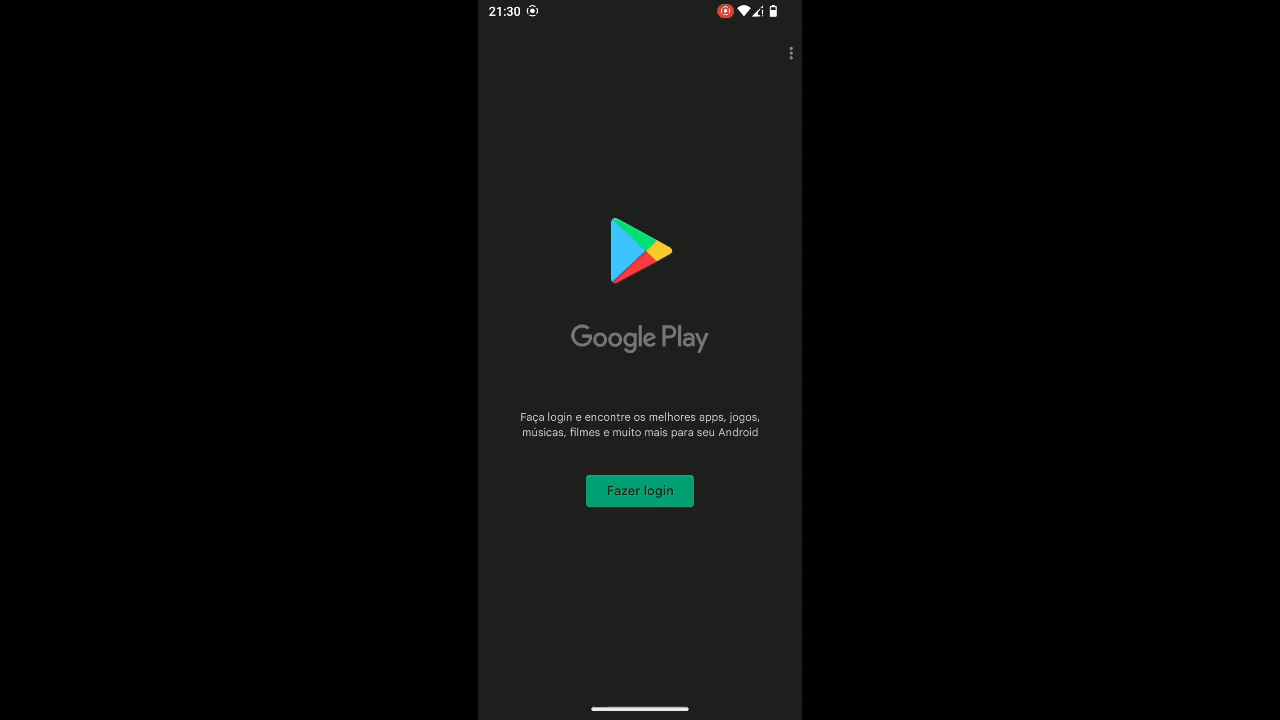 21:30
Google Play
Faça login e encontre os melhores apps, jogos,
músicas, filmes e muito mais para seu Android
Fazer login